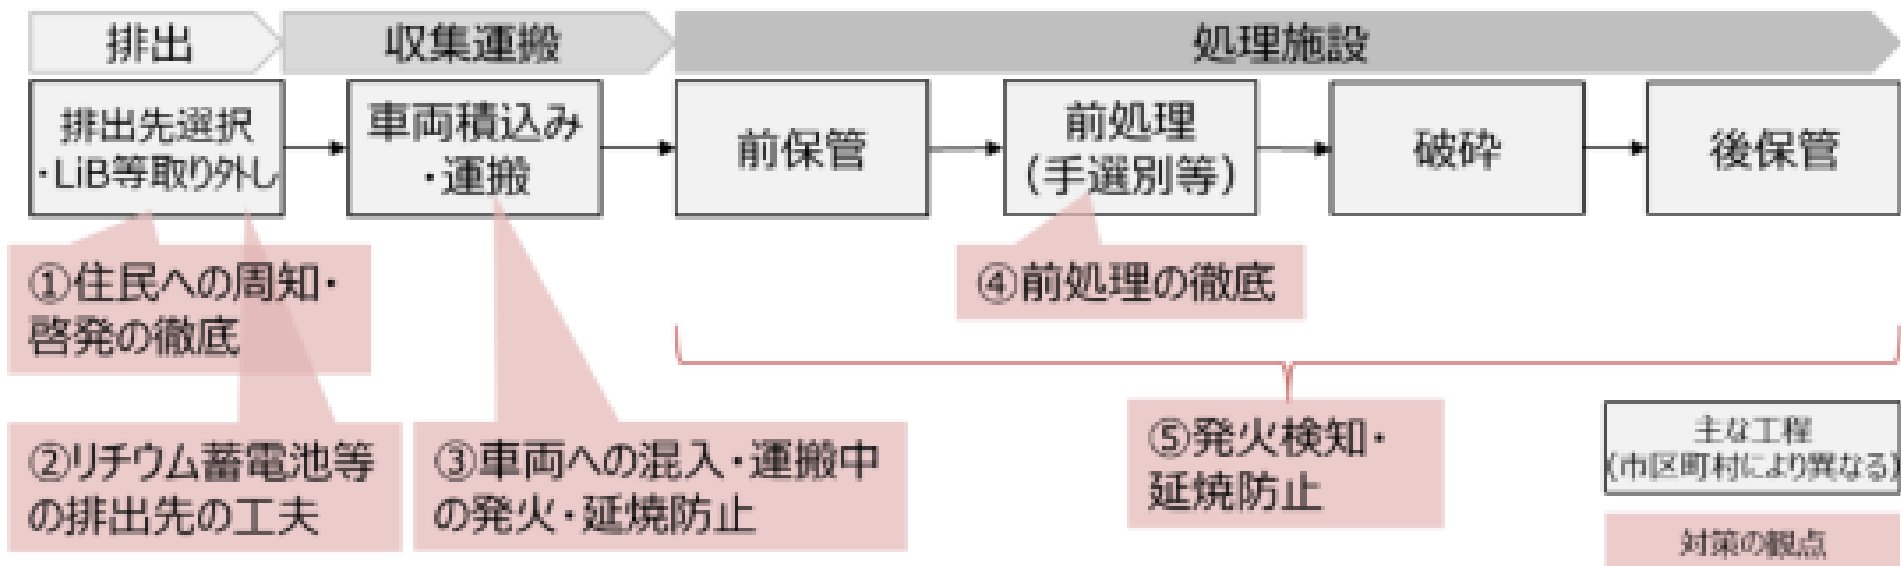 排出
収集運搬
処理施設
排出先選択
・LiB等取り外し
車両積込み
・運搬
前保管
前処理
(手選別等)
破砕
後保管
①住民への周知・
啓発の徹底
②リチウム蓄電池等
の排出先の工夫
③車両への混入・運搬中
の発火・延焼防止
④前処理の徹底
⑤発火検知・
延焼防止
主な工程
(市区町村により異なる)
対策の観点